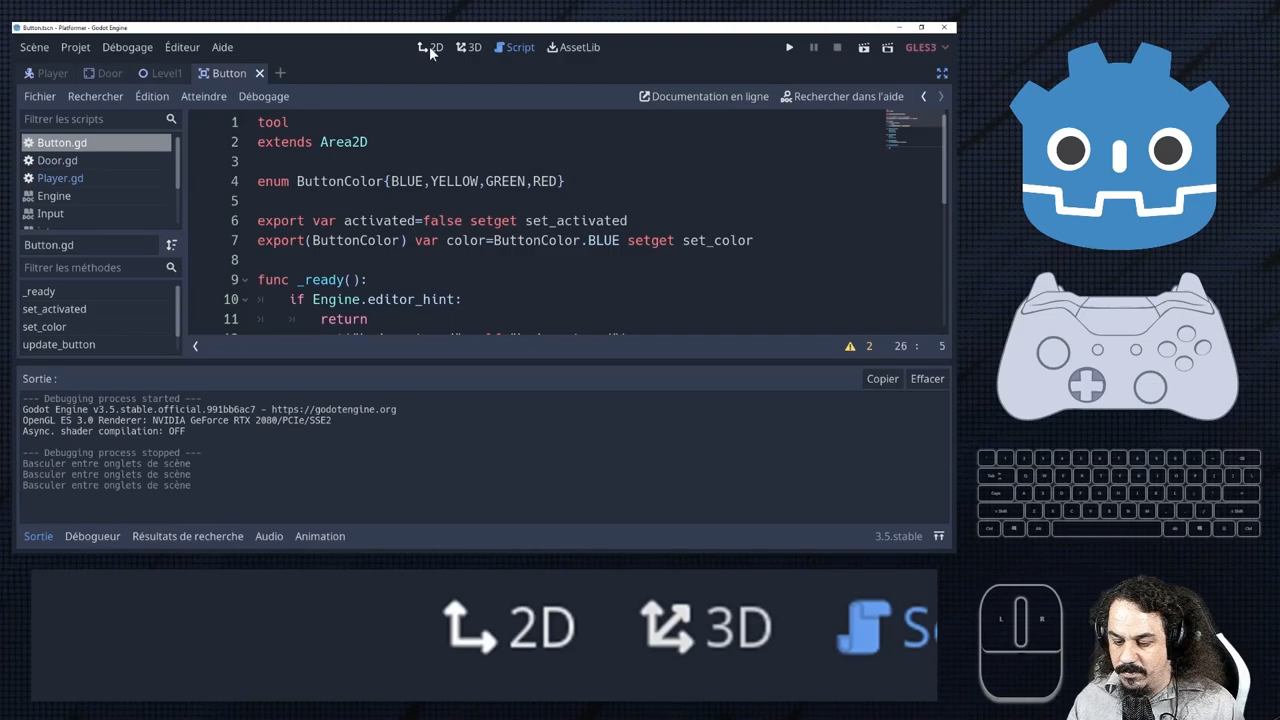 Button.tscn - Platformer - Godot Engine
Scène Projet Débogage Éditeur Aide 2D 3D Script AssetLib GLES3
Player Door Level1 Button
Fichier Rechercher Édition Atteindre Débogage Documentation en ligne Rechercher dans l'aide
Filtrer les scripts
Button.gd
Door.gd
Player.gd
Engine
Input
Button.gd
Filtrer les méthodes
_ready
set_activated
set_color
update_button
1 tool
2 extends Area2D
3
4 enum ButtonColor{BLUE,YELLOW,GREEN,RED}
5
6 export var activated=false setget set_activated
7 export(ButtonColor) var color=ButtonColor.BLUE setget set_color
8
9 func _ready():
10 if Engine.editor_hint:
11 return
2 26 : 5
Sortie : Copier Effacer
--- Debugging process started ---
Godot Engine v3.5.stable.official.991bb6ac7 - https://godotengine.org
OpenGL ES 3.0 Renderer: NVIDIA GeForce RTX 2080/PCIe/SSE2
Async. shader compilation: OFF
--- Debugging process stopped ---
Basculer entre onglets de scène
Basculer entre onglets de scène
Basculer entre onglets de scène
Sortie Débogueur Résultats de recherche Audio Animation 3.5.stable
2D 3D
L R